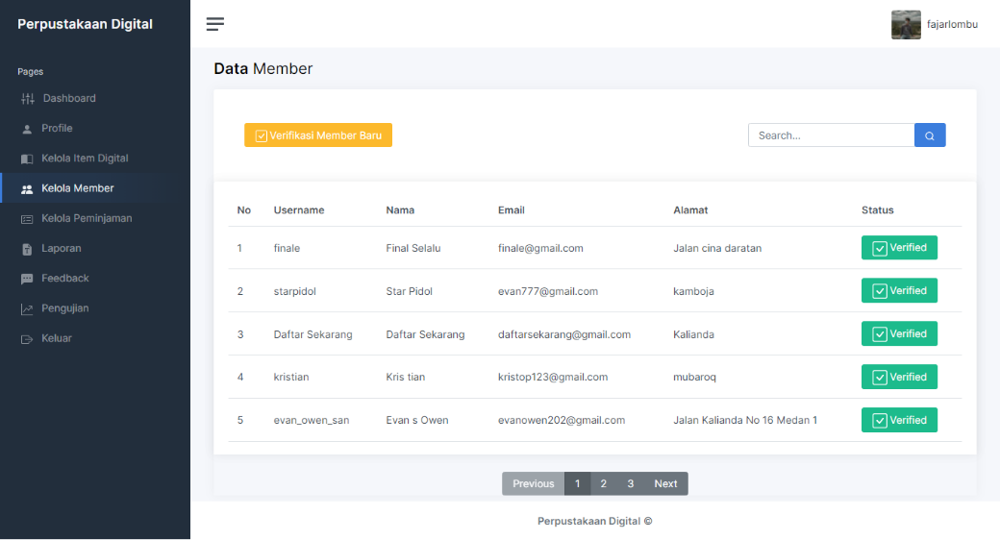 Perpustakaan Digital
fajarlombu
Pages
Dashboard
Profile
Kelola Item Digital
Kelola Member
Kelola Peminjaman
Laporan
Feedback
Pengujian
Keluar
Data Member
Verifikasi Member Baru
Search...
No Username Nama Email Alamat Status
1 finale Final Selalu finale@gmail.com Jalan cina daratan Verified
2 starpidol Star Pidol evan777@gmail.com kamboja Verified
3 Daftar Sekarang Daftar Sekarang daftarsekarang@gmail.com Kalianda Verified
4 kristian Kris tian kristop123@gmail.com mubaroq Verified
5 evan_owen_san Evan s Owen evanowen202@gmail.com Jalan Kalianda No 16 Medan 1 Verified
Previous 1 2 3 Next
Perpustakaan Digital ©